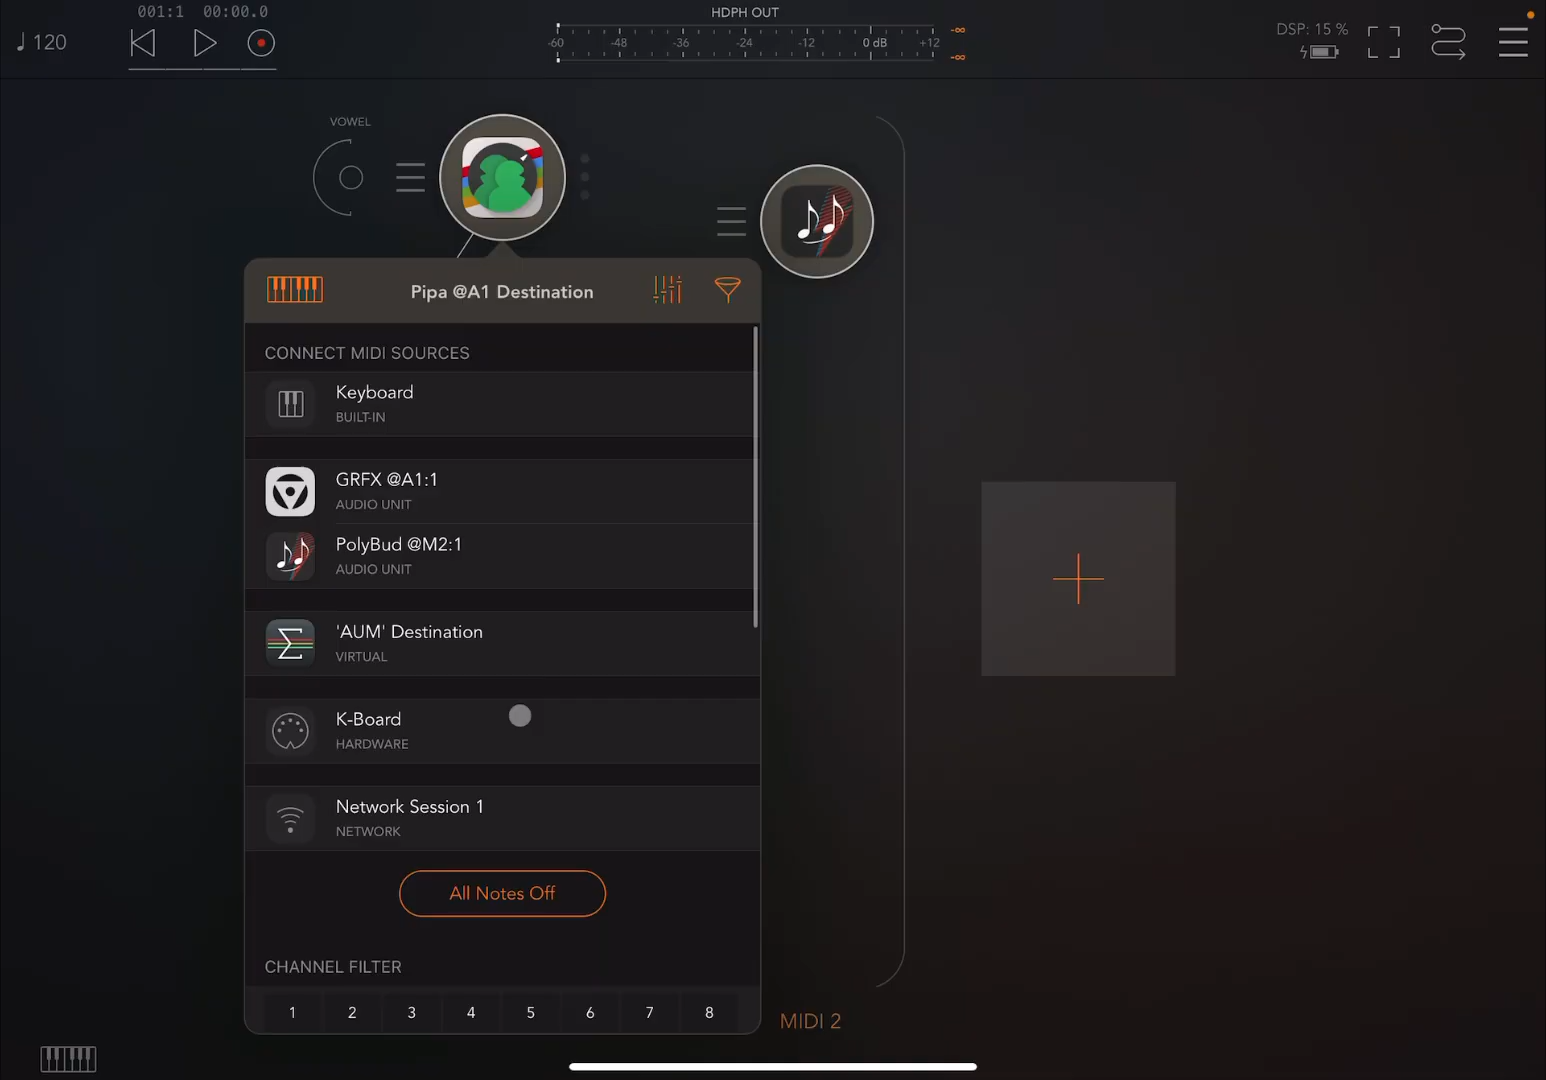 001:1 00:00.0
HDPH OUT
120
-60 -48 -36 -24 -12 0 dB +12
-∞
-∞
DSP: 15 %
VOWEL
Pipa @A1 Destination
CONNECT MIDI SOURCES
Keyboard
BUILT-IN
GRFX @A1:1
AUDIO UNIT
PolyBud @M2:1
AUDIO UNIT
'AUM' Destination
VIRTUAL
K-Board
HARDWARE
Network Session 1
NETWORK
All Notes Off
CHANNEL FILTER
1 2 3 4 5 6 7 8
MIDI 2